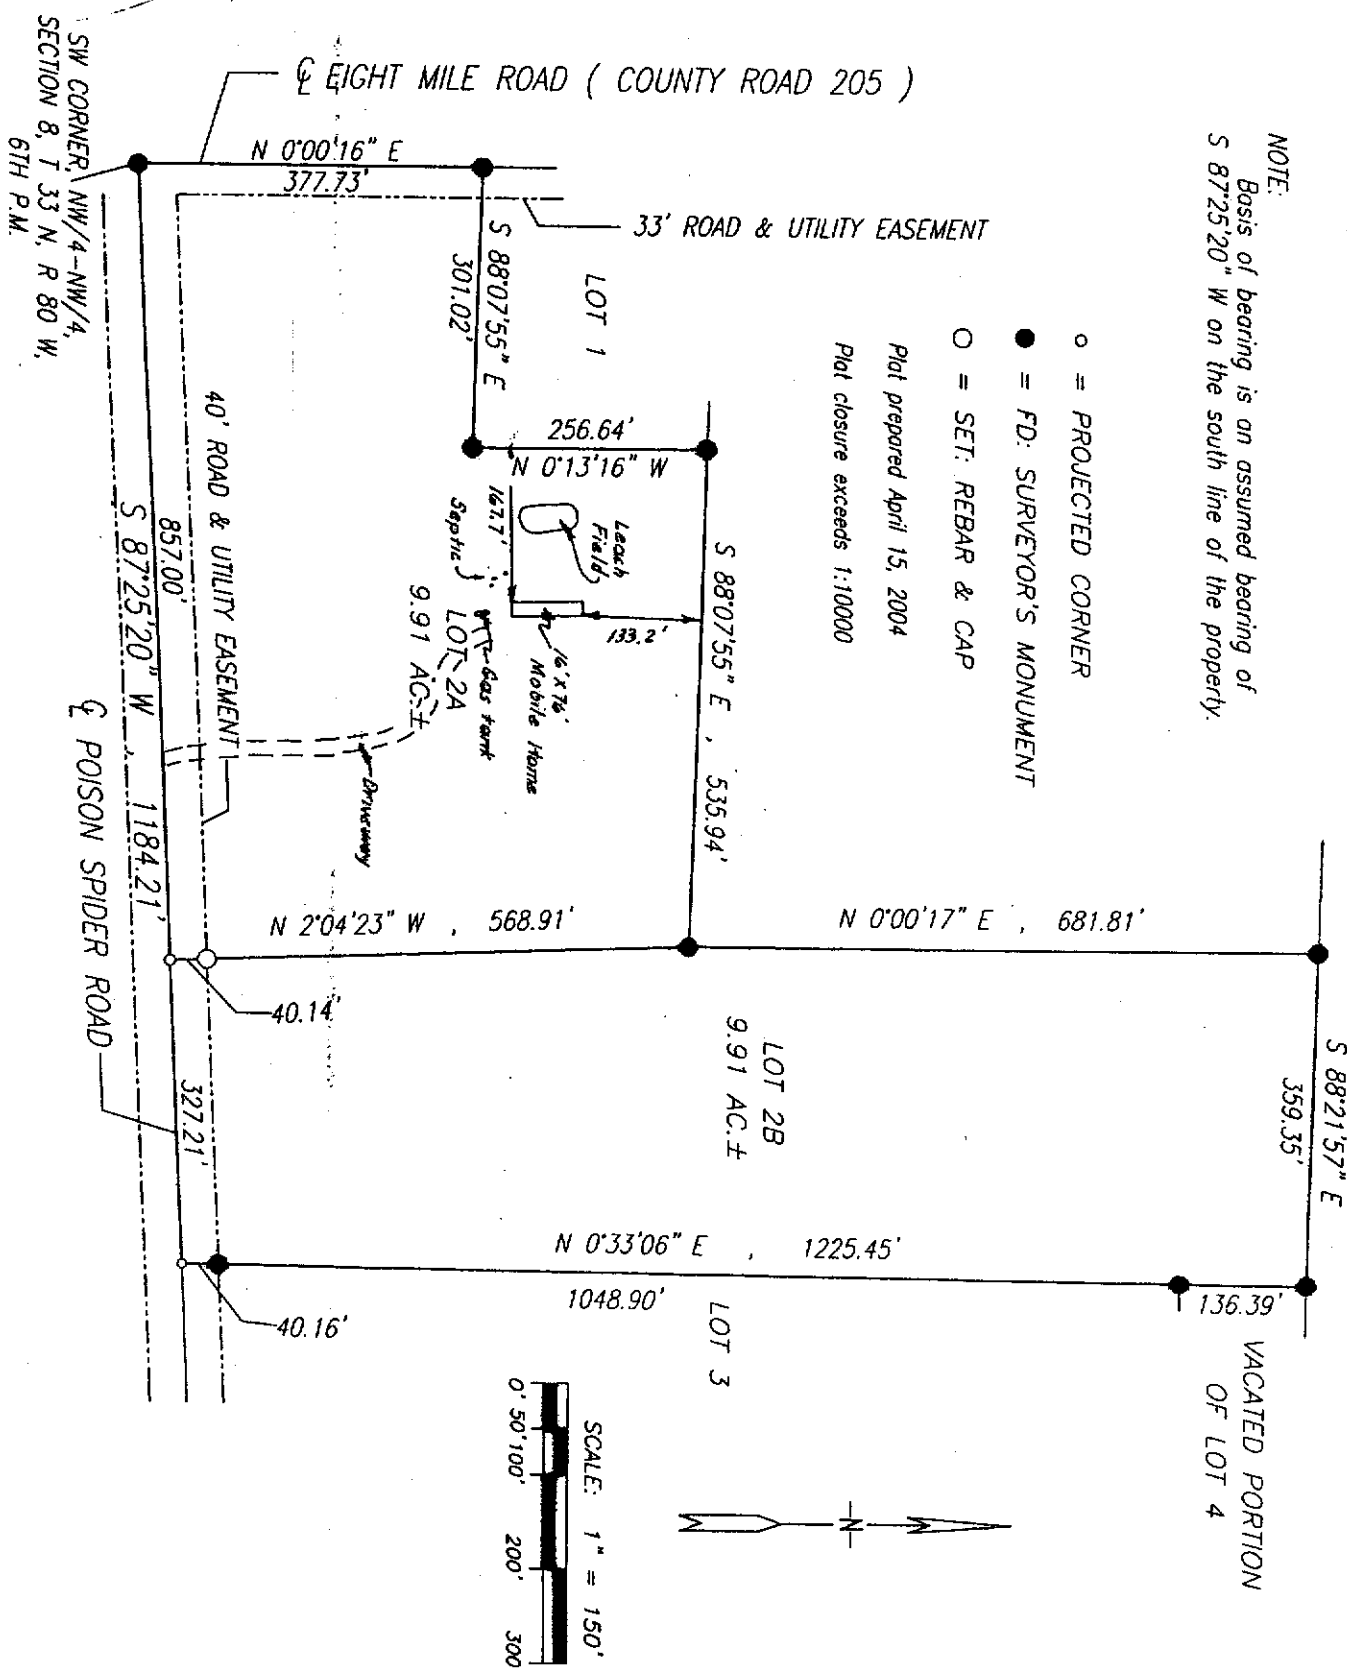 NOTE:
Basis of bearing is an assumed bearing of
S 87°25'20" W on the south line of the property.
○ = PROJECTED CORNER
● = FD: SURVEYOR'S MONUMENT
○ = SET: REBAR & CAP
Plat prepared April 15, 2004
Plat closure exceeds 1:10000
℄ EIGHT MILE ROAD ( COUNTY ROAD 205 )
N 0°00'16" E
377.73'
33' ROAD & UTILITY EASEMENT
S 88°07'55" E
301.02'
LOT 1
256.64'
N 0°13'16" W
S 88°07'55" E , 535.94'
Leach
Field
167.7'
Septic
133.2'
16'x76'
Mobile Home
Gas tank
LOT 2A
9.91 AC.±
Driveway
40' ROAD & UTILITY EASEMENT
857.00'
S 87°25'20" W , 1184.21'
℄ POISON SPIDER ROAD
SW CORNER, NW/4-NW/4,
SECTION 8, T 33 N, R 80 W,
6TH P.M.
N 2°04'23" W , 568.91'
40.14'
N 0°00'17" E , 681.81'
S 88°21'57" E
359.35'
LOT 2B
9.91 AC.±
327.21'
N 0°33'06" E , 1225.45'
1048.90'
136.39'
40.16'
LOT 3
VACATED PORTION
OF LOT 4
SCALE: 1" = 150'
0' 50' 100' 200' 300
N